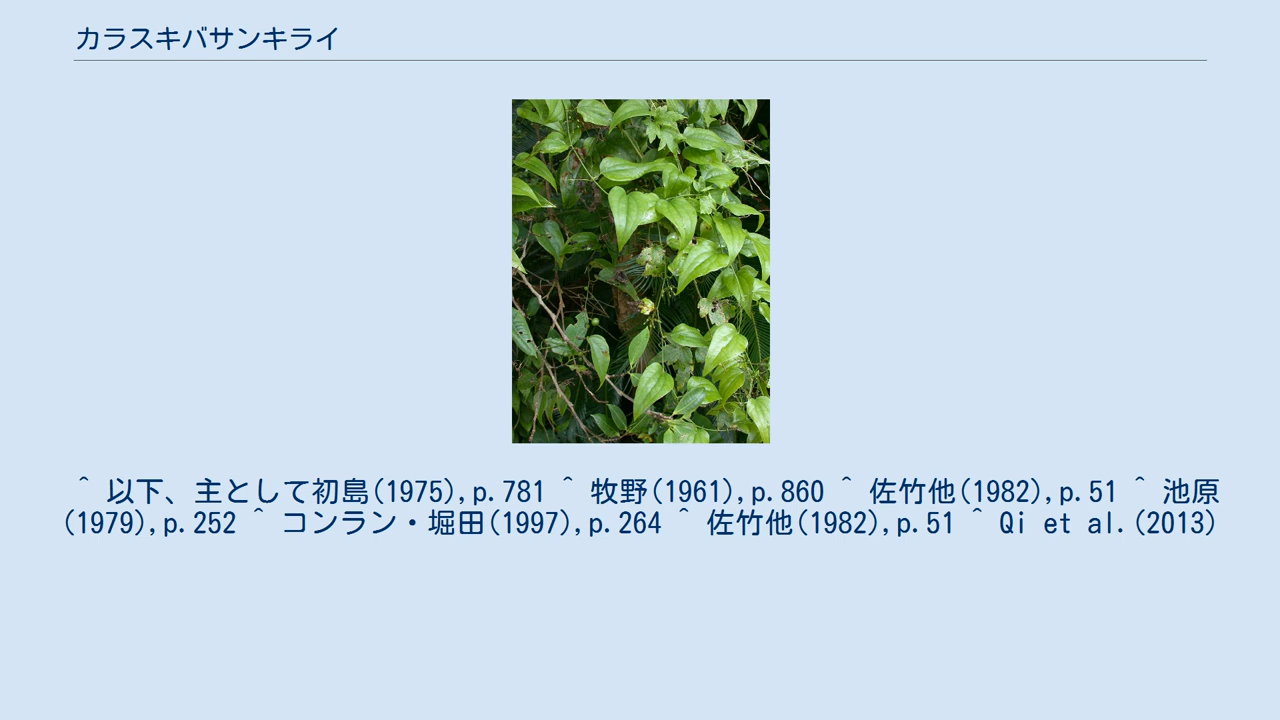 カラスキバサンキライ
^ 以下、主として初島(1975),p.781 ^ 牧野(1961),p.860 ^ 佐竹他(1982),p.51 ^ 池原
(1979),p.252 ^ コンラン・堀田(1997),p.264 ^ 佐竹他(1982),p.51 ^ Qi et al.(2013)